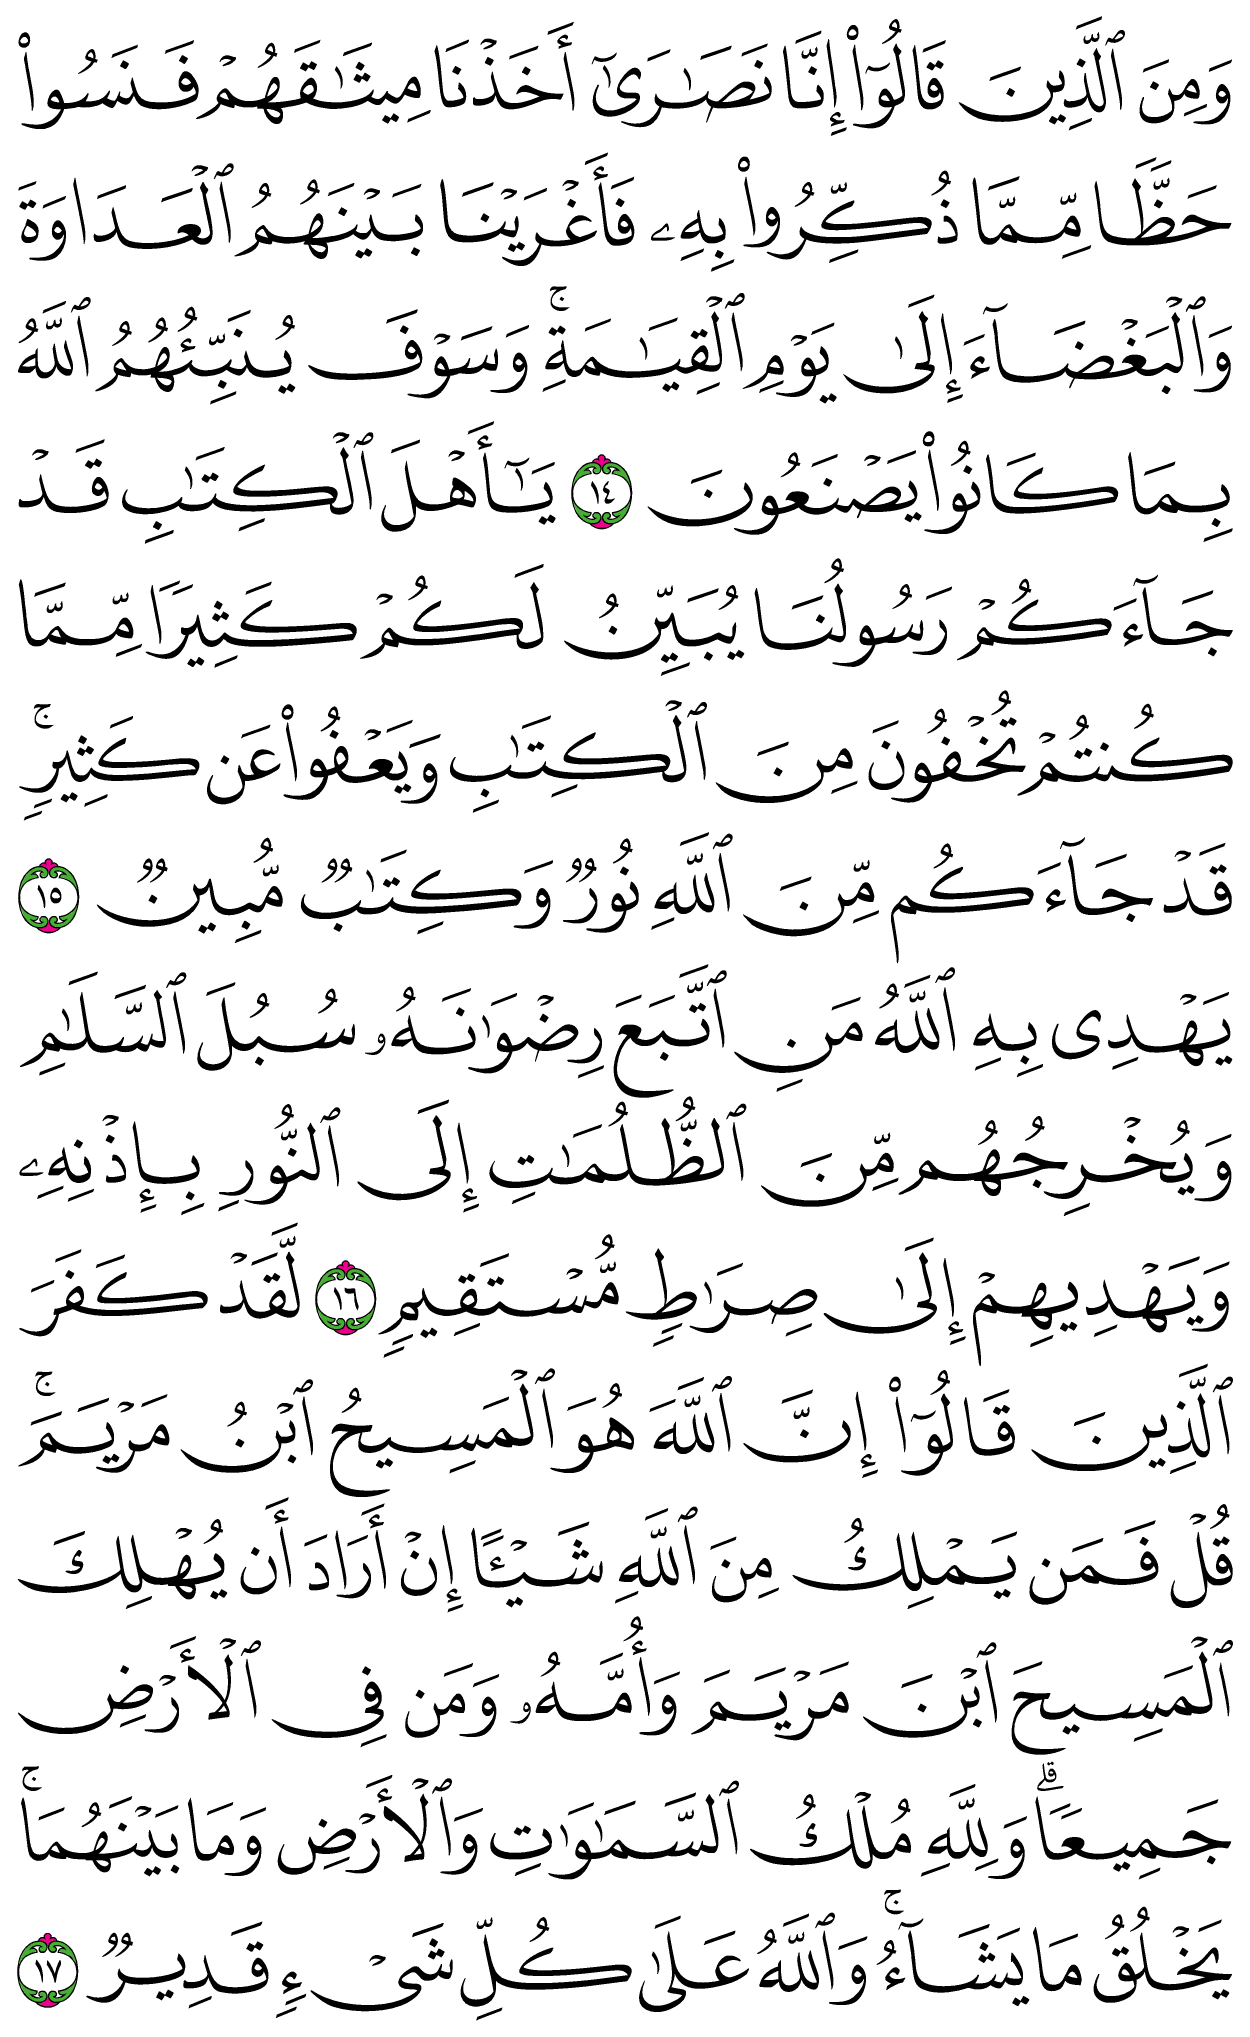 وَمِنَ ٱلَّذِينَ قَالُوٓا۟ إِنَّا نَصَـٰرَىٰٓ أَخَذْنَا مِيثَـٰقَهُمْ فَنَسُوا۟
حَظًّا مِّمَّا ذُكِّرُوا۟ بِهِۦ فَأَغْرَيْنَا بَيْنَهُمُ ٱلْعَدَاوَةَ
وَٱلْبَغْضَآءَ إِلَىٰ يَوْمِ ٱلْقِيَـٰمَةِ ۚ وَسَوْفَ يُنَبِّئُهُمُ ٱللَّهُ
بِمَا كَانُوا۟ يَصْنَعُونَ ١٤ يَـٰٓأَهْلَ ٱلْكِتَـٰبِ قَدْ
جَآءَكُمْ رَسُولُنَا يُبَيِّنُ لَكُمْ كَثِيرًا مِّمَّا
كُنتُمْ تُخْفُونَ مِنَ ٱلْكِتَـٰبِ وَيَعْفُوا۟ عَن كَثِيرٍ ۚ
قَدْ جَآءَكُم مِّنَ ٱللَّهِ نُورٌ وَكِتَـٰبٌ مُّبِينٌ ١٥
يَهْدِى بِهِ ٱللَّهُ مَنِ ٱتَّبَعَ رِضْوَٰنَهُۥ سُبُلَ ٱلسَّلَـٰمِ
وَيُخْرِجُهُم مِّنَ ٱلظُّلُمَـٰتِ إِلَى ٱلنُّورِ بِإِذْنِهِۦ
وَيَهْدِيهِمْ إِلَىٰ صِرَٰطٍ مُّسْتَقِيمٍ ١٦ لَّقَدْ كَفَرَ
ٱلَّذِينَ قَالُوٓا۟ إِنَّ ٱللَّهَ هُوَ ٱلْمَسِيحُ ٱبْنُ مَرْيَمَ ۚ
قُلْ فَمَن يَمْلِكُ مِنَ ٱللَّهِ شَيْـًٔا إِنْ أَرَادَ أَن يُهْلِكَ
ٱلْمَسِيحَ ٱبْنَ مَرْيَمَ وَأُمَّهُۥ وَمَن فِى ٱلْأَرْضِ
جَمِيعًا ۗ وَلِلَّهِ مُلْكُ ٱلسَّمَـٰوَٰتِ وَٱلْأَرْضِ وَمَا بَيْنَهُمَا ۚ
يَخْلُقُ مَا يَشَآءُ ۚ وَٱللَّهُ عَلَىٰ كُلِّ شَىْءٍ قَدِيرٌ ١٧